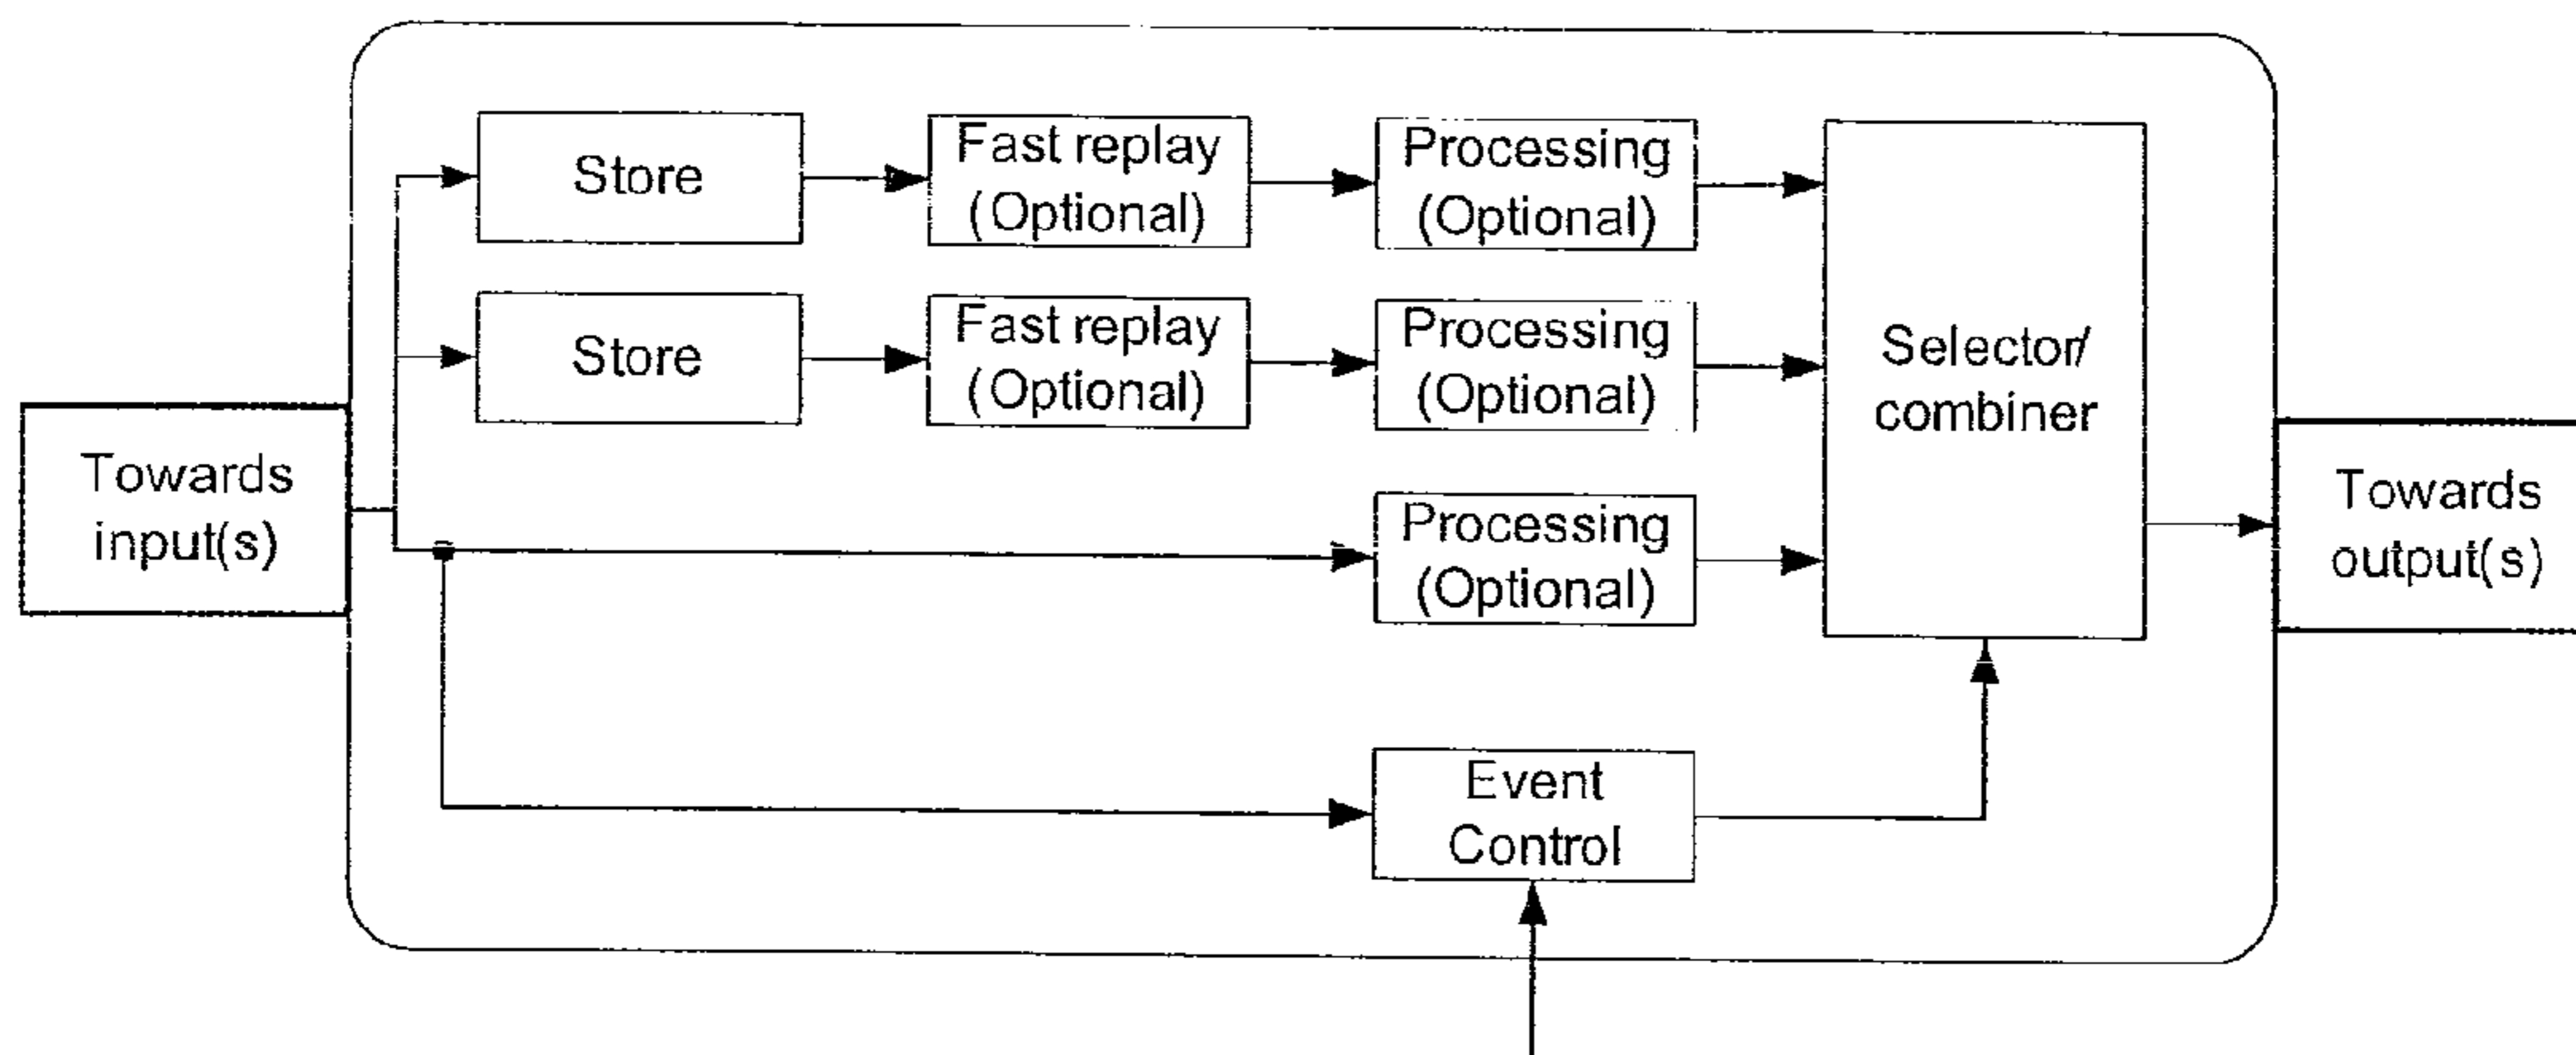 Store
Fast replay
(Optional)
Processing
(Optional)
Store
Fast replay
(Optional)
Processing
(Optional)
Selector/
combiner
Towards
input(s)
Processing
(Optional)
Towards
output(s)
Event
Control